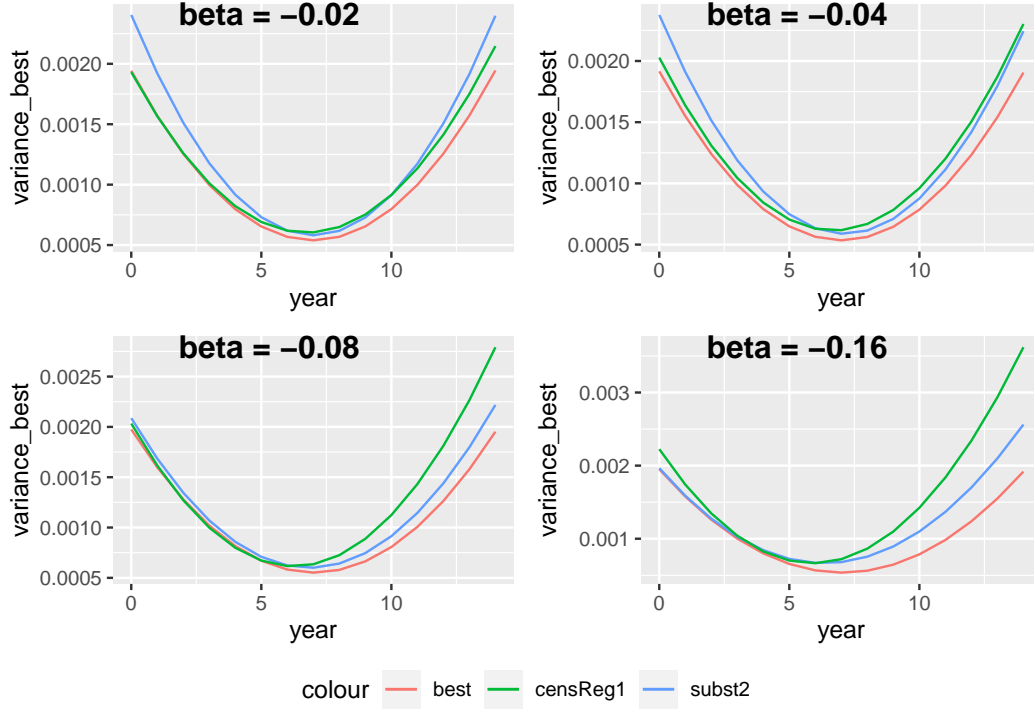 beta = −0.02
variance_best
0.0020
0.0015
0.0010
0.0005
0 5 10
year
beta = −0.04
variance_best
0.0020
0.0015
0.0010
0.0005
0 5 10
year
beta = −0.08
variance_best
0.0025
0.0020
0.0015
0.0010
0.0005
0 5 10
year
beta = −0.16
variance_best
0.003
0.002
0.001
0 5 10
year
colour best censReg1 subst2